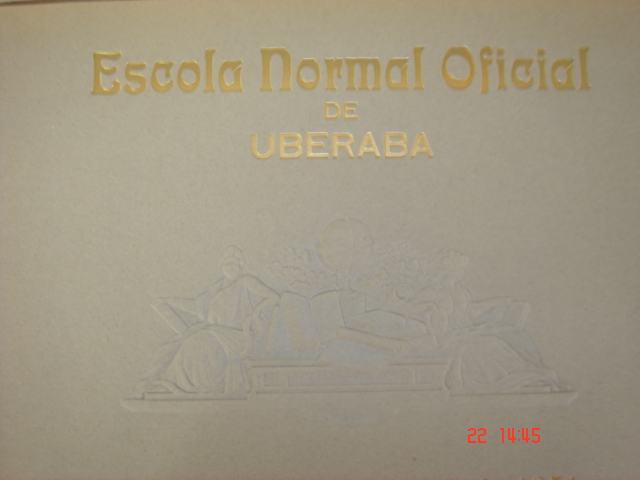 Escola Normal Oficial
DE
UBERABA
22 14:45